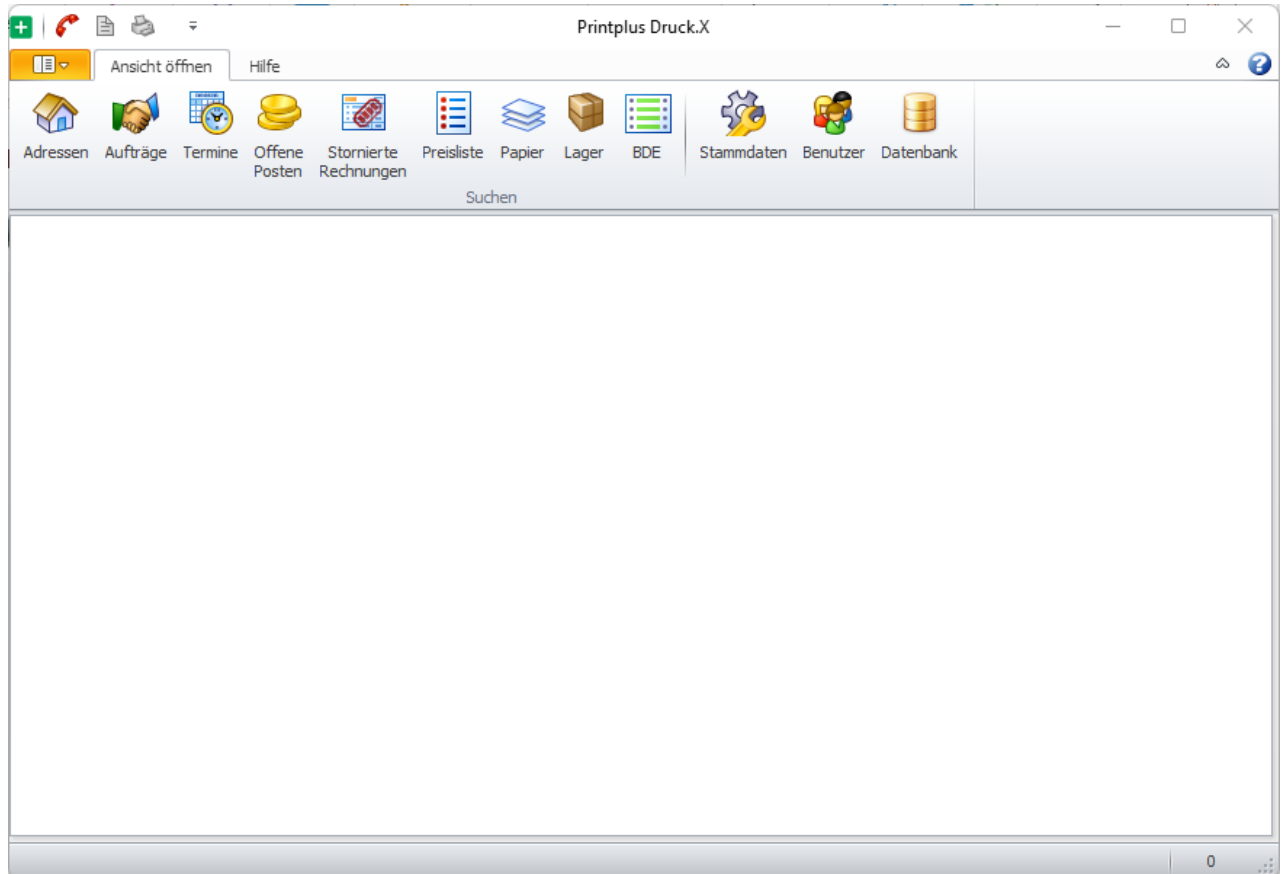 Printplus Druck.X
Ansicht öffnen Hilfe
Adressen Aufträge Termine Offene Posten Stornierte Rechnungen Preisliste Papier Lager BDE Stammdaten Benutzer Datenbank
Suchen
0